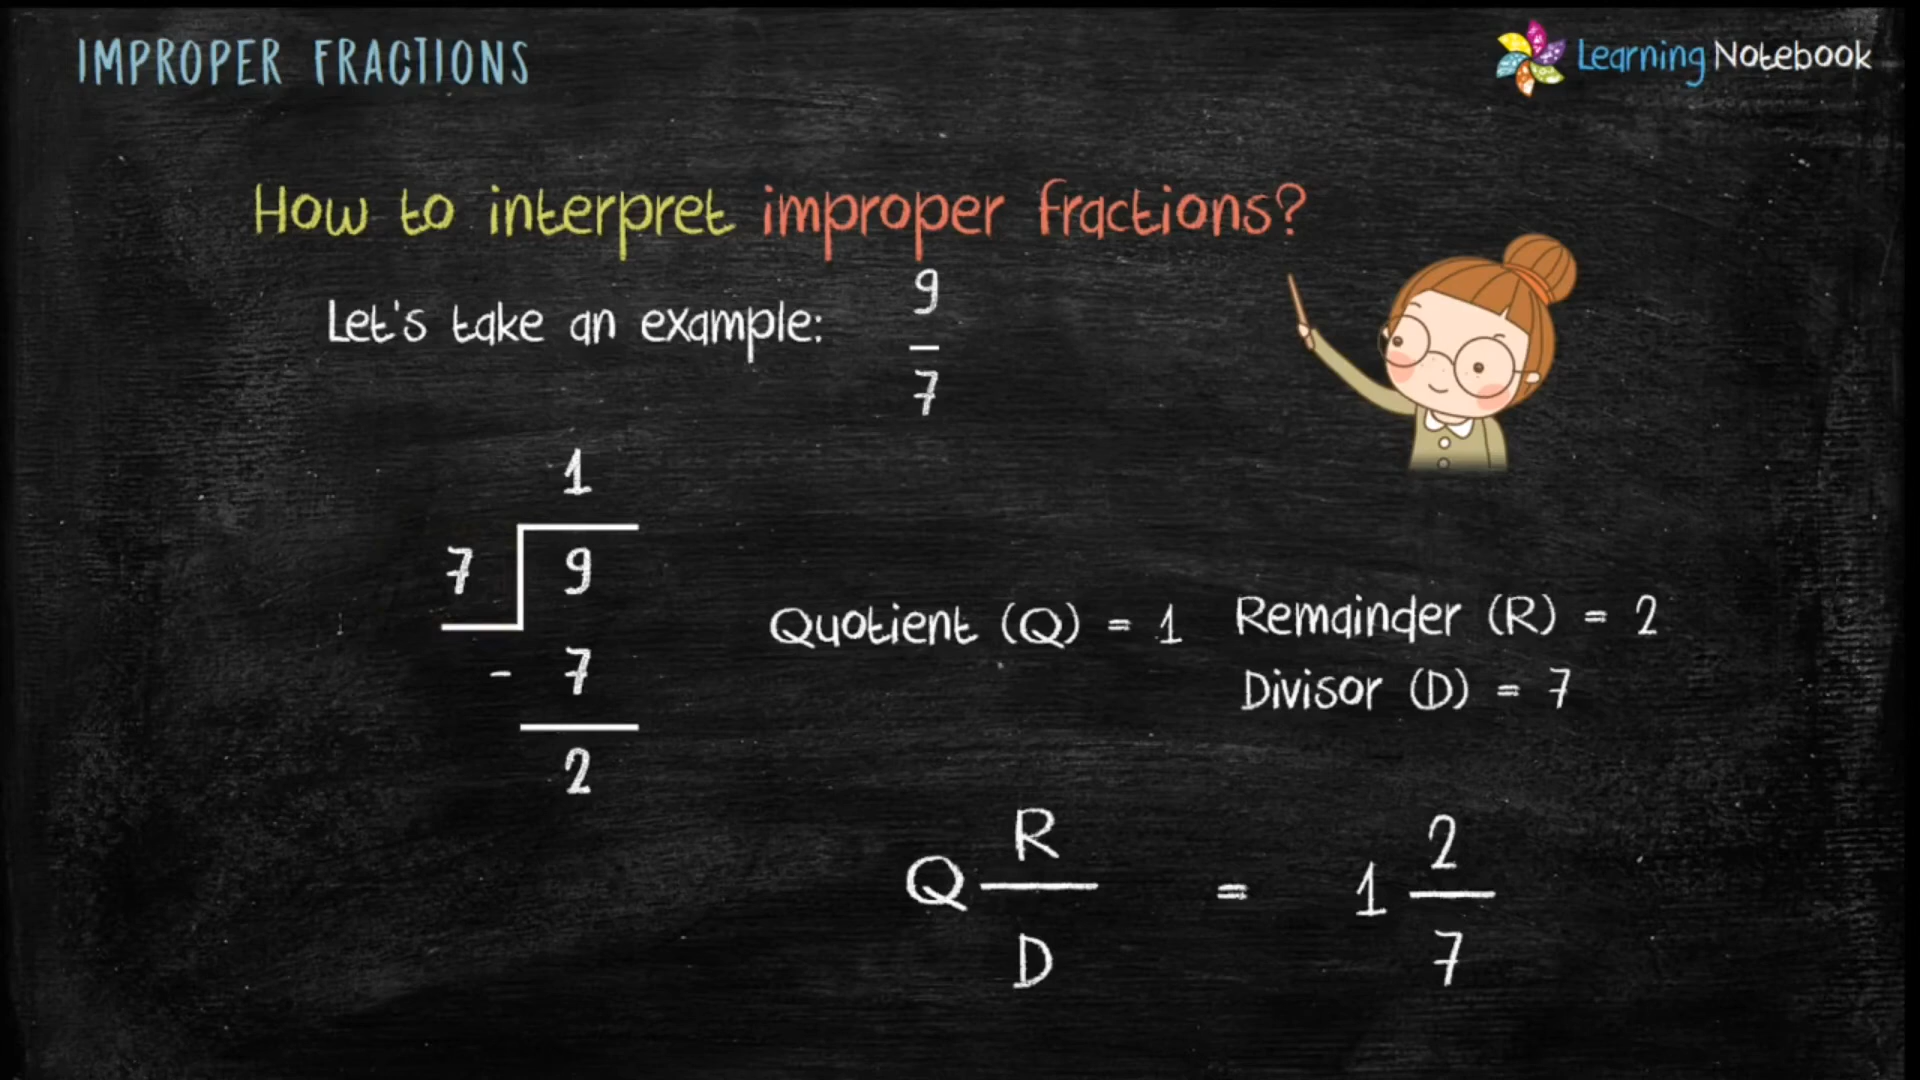 IMPROPER FRACTIONS
Learning Notebook
How to interpret improper fractions?
Let's take an example:
9
7
1
7 9
- 7
2
Quotient (Q) = 1
Remainder (R) = 2
Divisor (D) = 7
R
Q
D
=
2
1
7